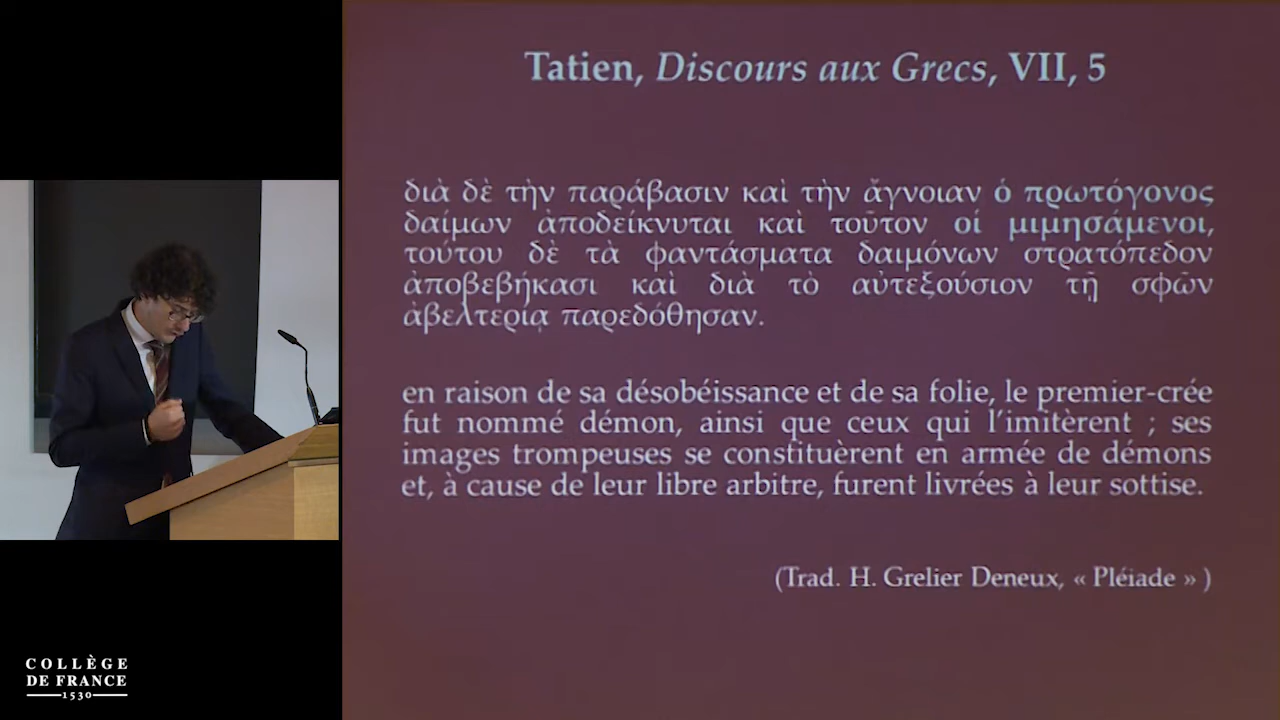 Tatien, Discours aux Grecs, VII, 5
διὰ δὲ τὴν παράβασιν καὶ τὴν ἄγνοιαν ὁ πρωτόγονος
δαίμων ἀποδείκνυται καὶ τοῦτον οἱ μιμησάμενοι,
τούτου δὲ τὰ φαντάσματα δαιμόνων στρατόπεδον
ἀποβεβήκασι καὶ διὰ τὸ αὐτεξούσιον τῇ σφῶν
ἀβελτερίᾳ παρεδόθησαν.
en raison de sa désobéissance et de sa folie, le premier-crée
fut nommé démon, ainsi que ceux qui l'imitèrent ; ses
images trompeuses se constituèrent en armée de démons
et, à cause de leur libre arbitre, furent livrées à leur sottise.
(Trad. H. Grelier Deneux, « Pléiade » )
COLLÈGE
DE FRANCE
1530